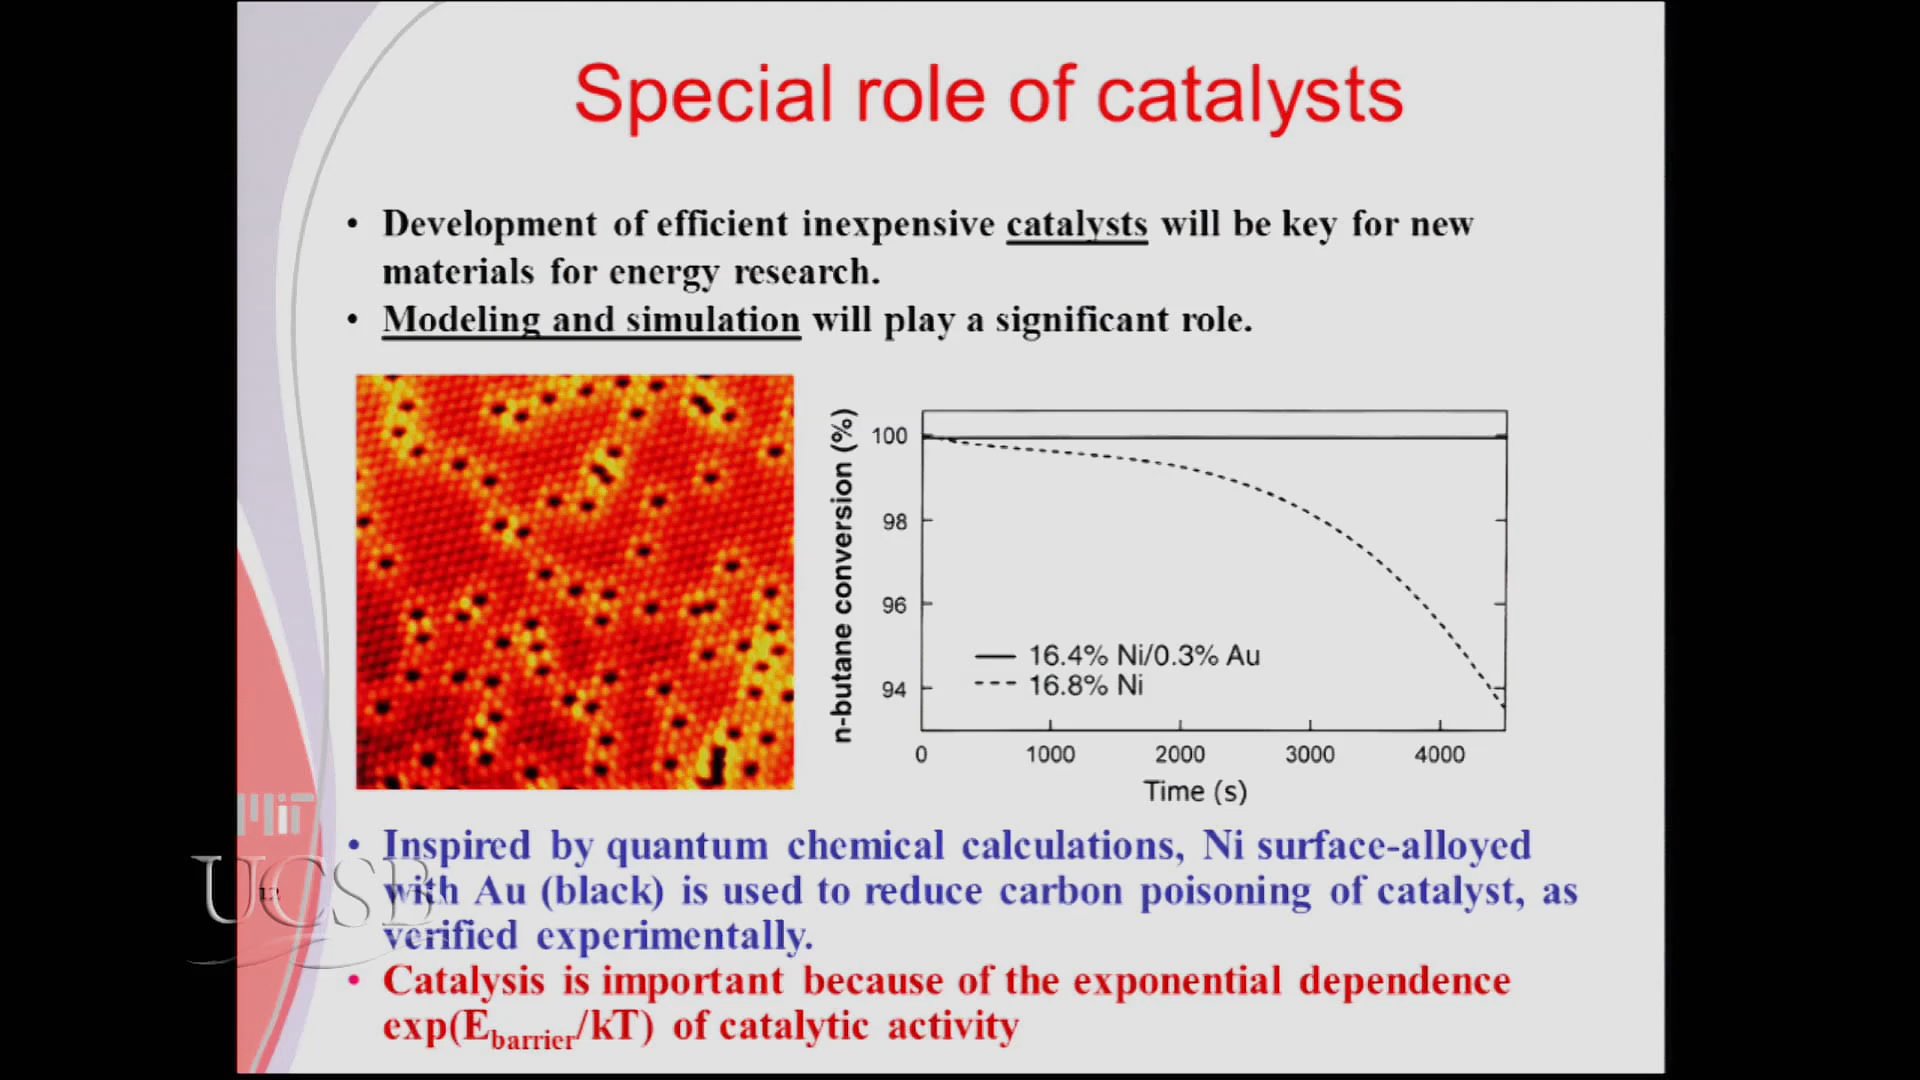 Special role of catalysts
• Development of efficient inexpensive catalysts will be key for new
materials for energy research.
• Modeling and simulation will play a significant role.
n-butane conversion (%)
100
98
96
94
16.4% Ni/0.3% Au
16.8% Ni
0 1000 2000 3000 4000
Time (s)
• Inspired by quantum chemical calculations, Ni surface-alloyed
with Au (black) is used to reduce carbon poisoning of catalyst, as
verified experimentally.
• Catalysis is important because of the exponential dependence
exp(Ebarrier/kT) of catalytic activity
MIT
UCSB
12